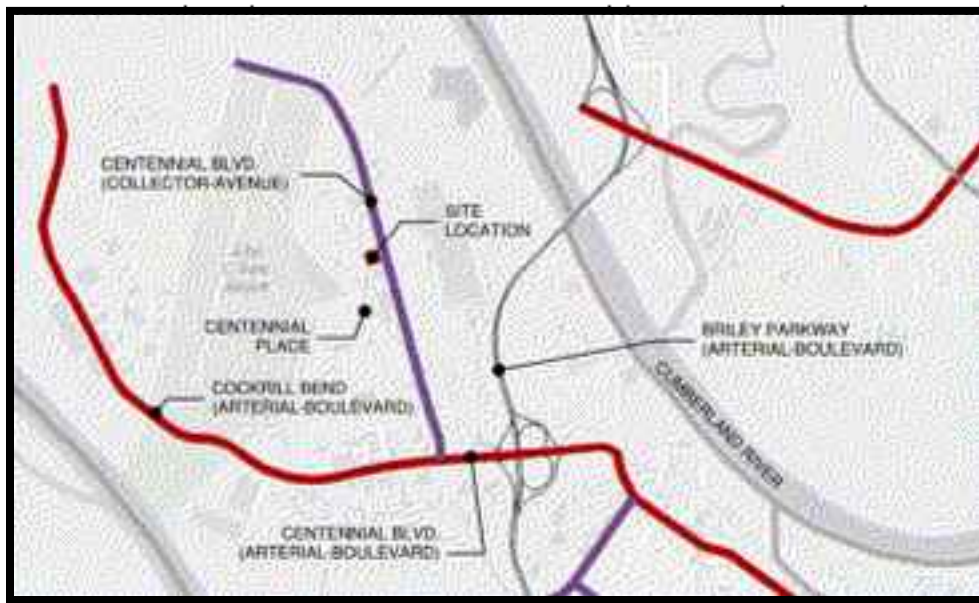 CENTENNIAL BLVD.
(COLLECTOR-AVENUE)
SITE
LOCATION
CENTENNIAL
PLACE
BRILEY PARKWAY
(ARTERIAL-BOULEVARD)
COCKRILL BEND
(ARTERIAL-BOULEVARD)
CUMBERLAND RIVER
CENTENNIAL BLVD.
(ARTERIAL-BOULEVARD)